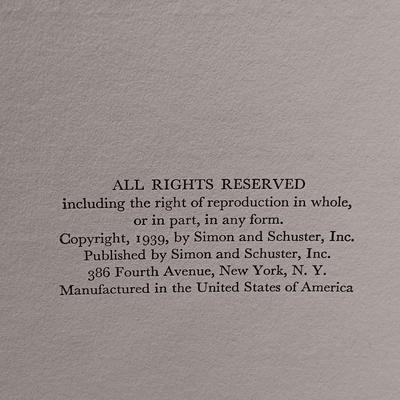 ALL RIGHTS RESERVED
including the right of reproduction in whole,
or in part, in any form.
Copyright, 1939, by Simon and Schuster, Inc.
Published by Simon and Schuster, Inc.
386 Fourth Avenue, New York, N. Y.
Manufactured in the United States of America